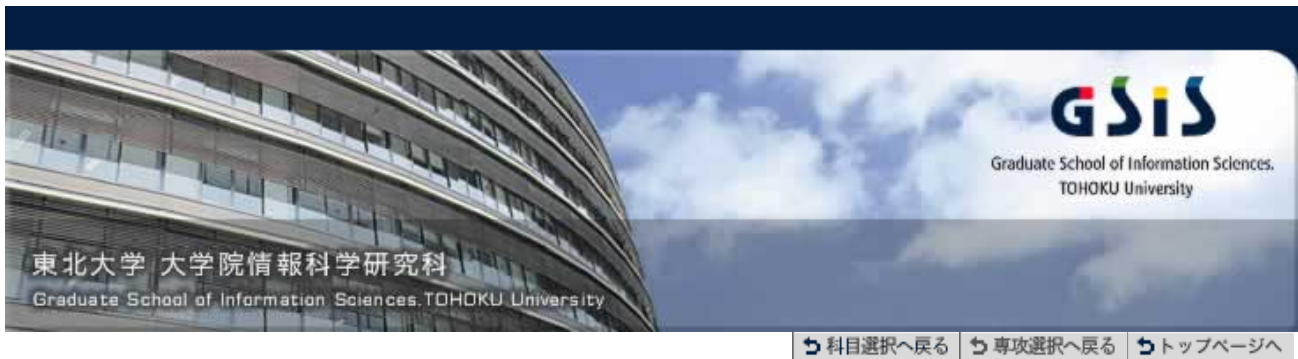 GSiS
Graduate School of Information Sciences.
TOHOKU University
東北大学 大学院情報科学研究科
Graduate School of Information Sciences.TOHOKU University
科目選択へ戻る 専攻選択へ戻る トップページへ